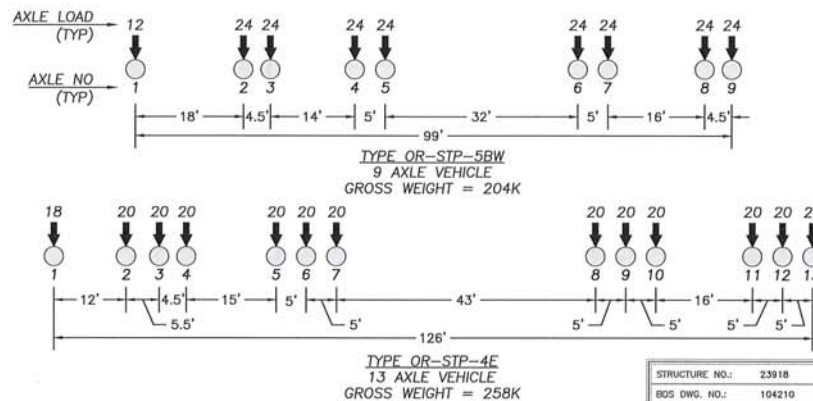 AXLE LOAD 12 24 24 24 24 24 24 24 24
(TYP)
AXLE NO 1 2 3 4 5 6 7 8 9
(TYP)
18' 4.5' 14' 5' 32' 5' 16' 4.5'
99'
TYPE OR-STP-5BW
9 AXLE VEHICLE
GROSS WEIGHT = 204K
18 20 20 20 20 20 20 20 20 20 20 20
1 2 3 4 5 6 7 8 9 10 11 12 13
12' 4.5' 15' 5' 43' 16'
5.5' 5' 5' 5' 5' 5'
126'
TYPE OR-STP-4E
13 AXLE VEHICLE
GROSS WEIGHT = 258K
STRUCTURE NO.: 23918
BDS DWG. NO.: 104210